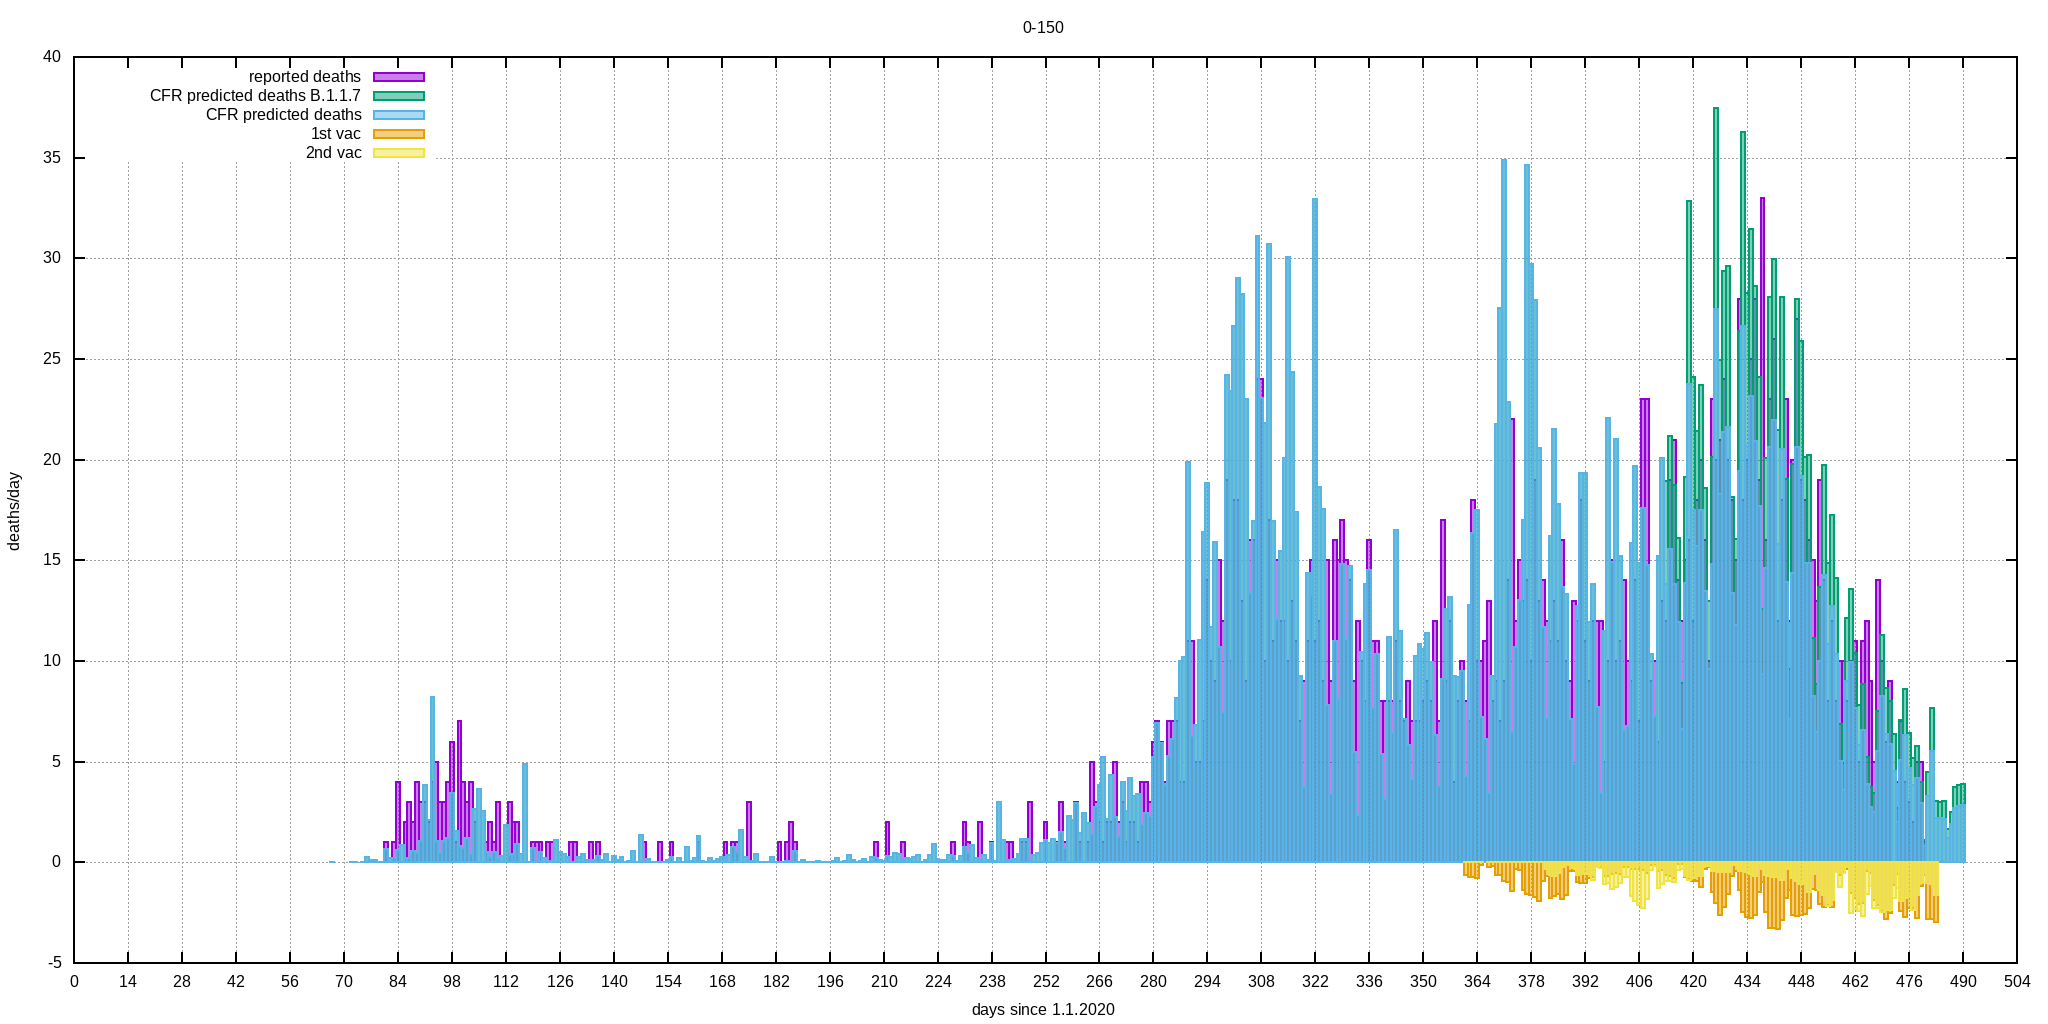 0-150
reported deaths
CFR predicted deaths B.1.1.7
CFR predicted deaths
1st vac
2nd vac
deaths/day
40
35
30
25
20
15
10
5
0
-5
0 14 28 42 56 70 84 98 112 126 140 154 168 182 196 210 224 238 252 266 280 294 308 322 336 350 364 378 392 406 420 434 448 462 476 490 504
days since 1.1.2020